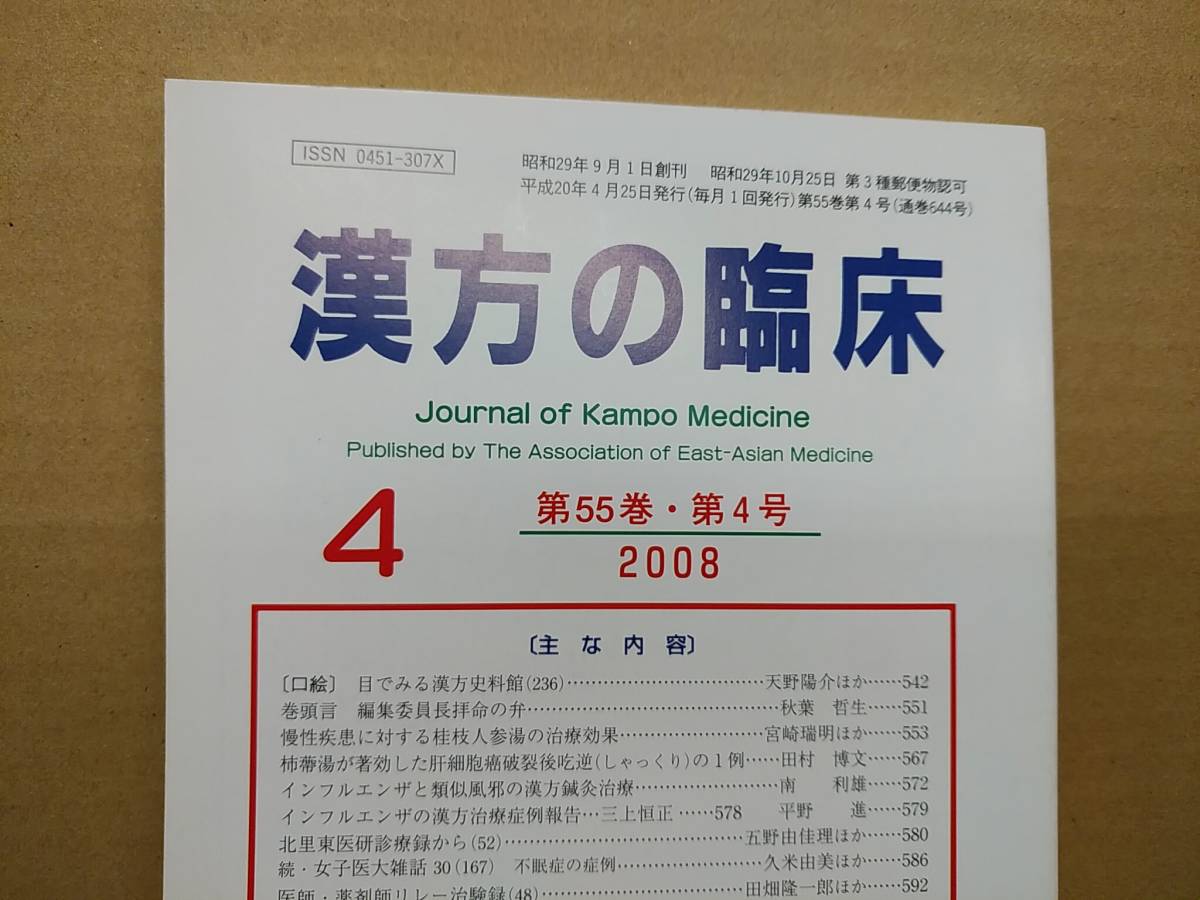 ISSN 0451-307X
昭和29年9月1日創刊　昭和29年10月25日 第3種郵便物認可
平成20年4月25日発行(毎月1回発行)第55巻第4号(通巻644号)
漢方の臨床
Journal of Kampo Medicine
Published by The Association of East-Asian Medicine
4
第55巻・第4号
2008
〔主な内容〕
〔口絵〕 目でみる漢方史料館(236)……天野陽介ほか……542
巻頭言　編集委員長拝命の弁……秋葉　哲生……551
慢性疾患に対する桂枝人参湯の治療効果……宮崎瑞明ほか……553
柿蔕湯が著効した肝細胞癌破裂後吃逆(しゃっくり)の1例……田村　博文……567
インフルエンザと類似風邪の漢方鍼灸治療……南　利雄……572
インフルエンザの漢方治療症例報告…三上恒正……578　平野　進……579
北里東医研診療録から(52)……五野由佳理ほか……580
続・女子医大雑話 30(167)　不眠症の症例……久米由美ほか……586
医師・薬剤師リレー治験録(48)……田畑隆一郎ほか……592